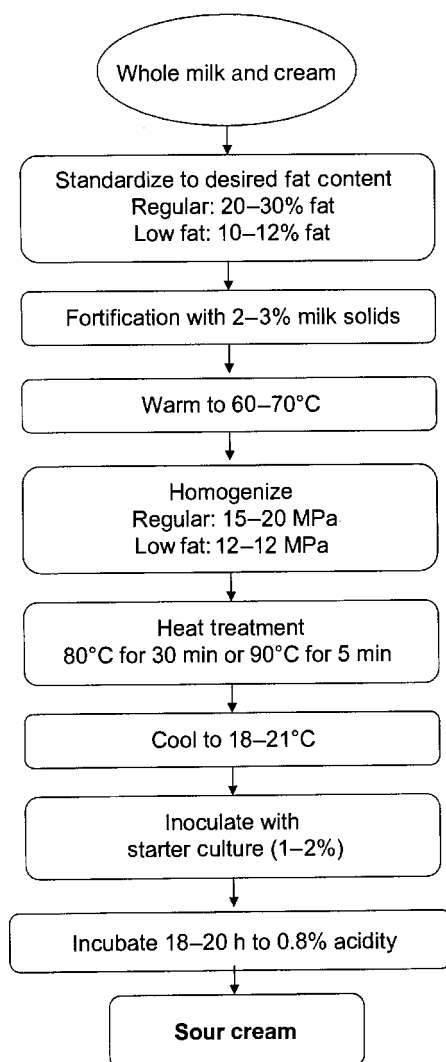 Whole milk and cream
Standardize to desired fat content
Regular: 20–30% fat
Low fat: 10–12% fat
Fortification with 2–3% milk solids
Warm to 60–70°C
Homogenize
Regular: 15–20 MPa
Low fat: 12–12 MPa
Heat treatment
80°C for 30 min or 90°C for 5 min
Cool to 18–21°C
Inoculate with
starter culture (1–2%)
Incubate 18–20 h to 0.8% acidity
Sour cream